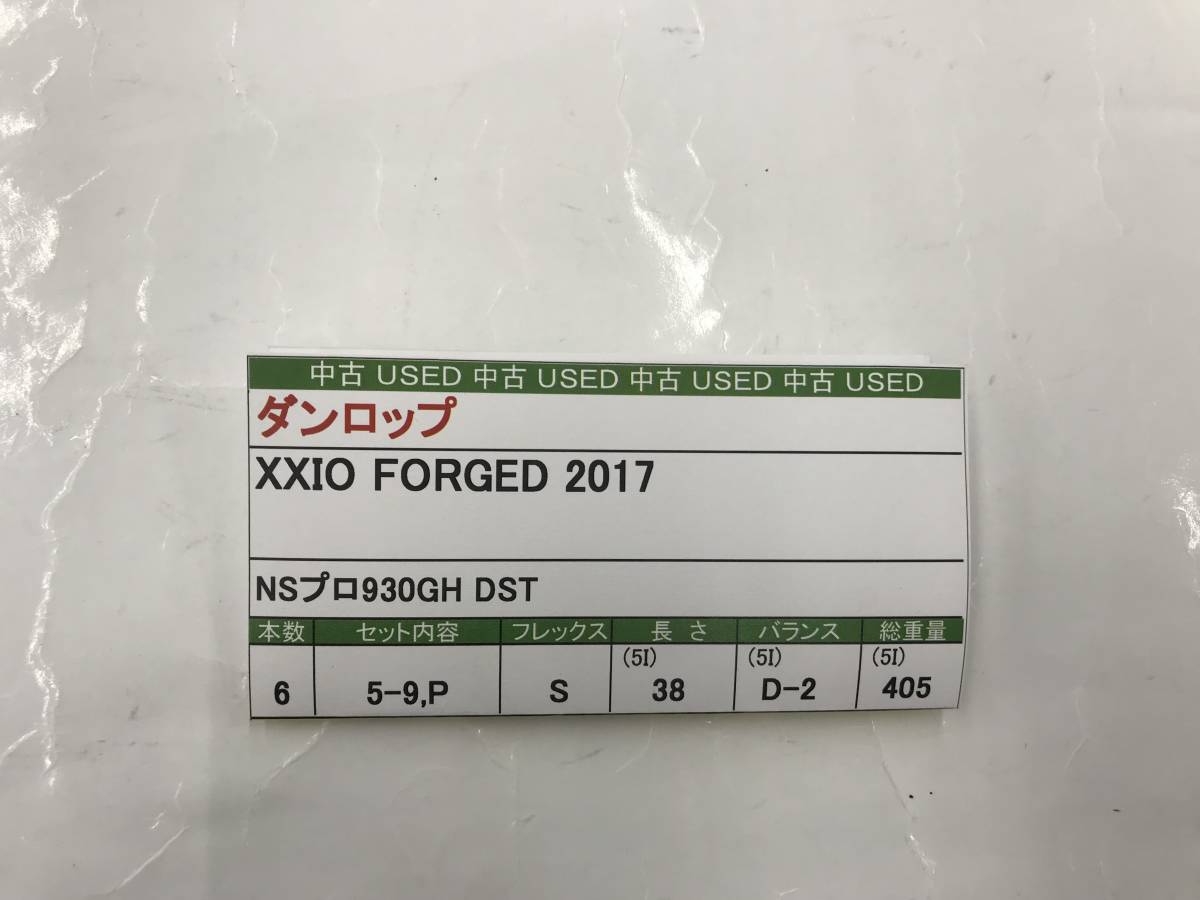 中古 USED 中古 USED 中古 USED 中古 USED
ダンロップ
XXIO FORGED 2017
NSプロ930GH DST
本数 セット内容 フレックス 長さ バランス 総重量
(5I) (5I) (5I)
6 5-9,P S 38 D-2 405